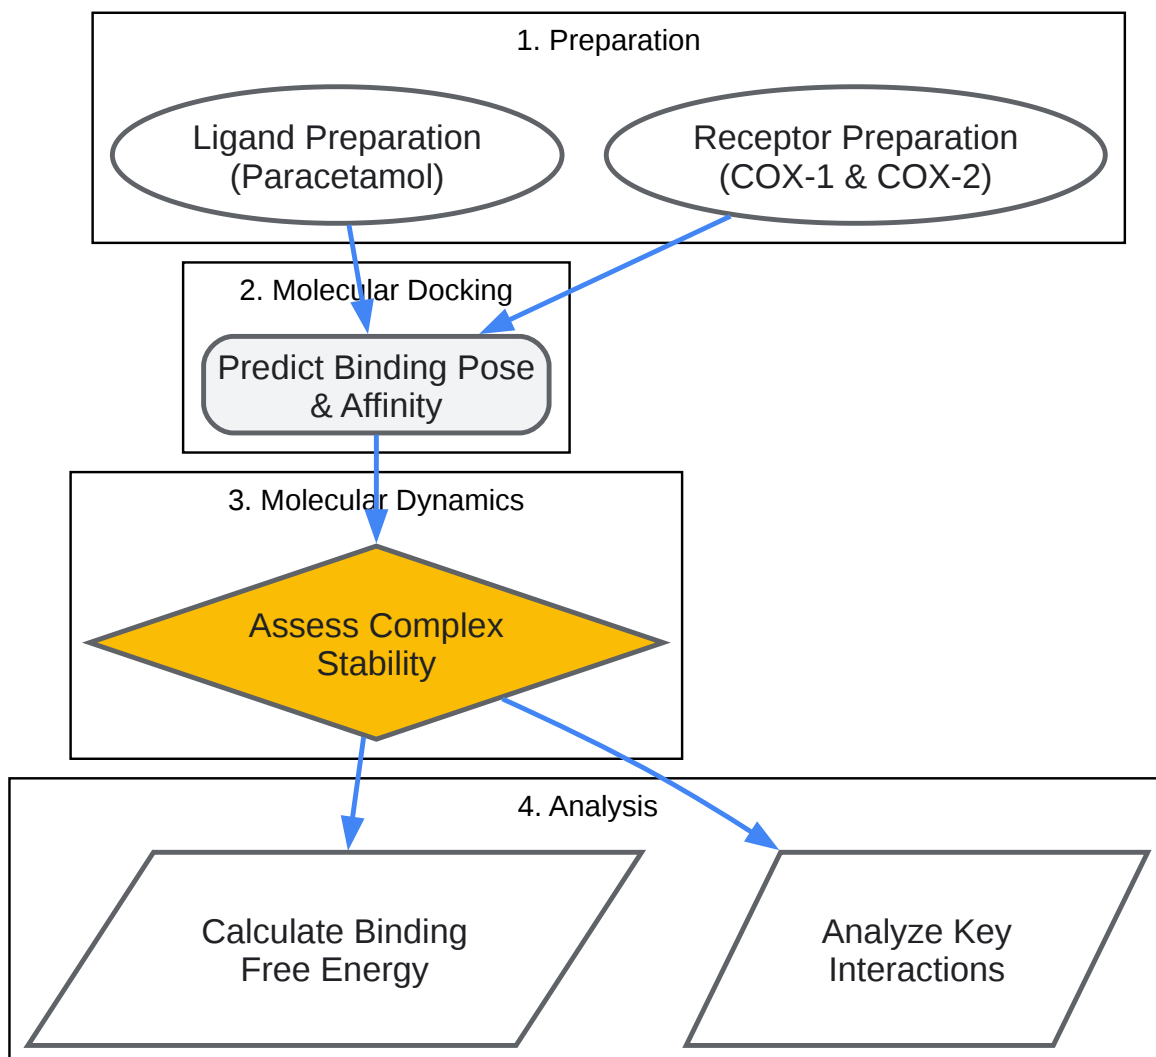 1. Preparation
Ligand Preparation
(Paracetamol)
Receptor Preparation
(COX-1 & COX-2)
2. Molecular Docking
Predict Binding Pose
& Affinity
3. Molecular Dynamics
Assess Complex
Stability
4. Analysis
Calculate Binding
Free Energy
Analyze Key
Interactions